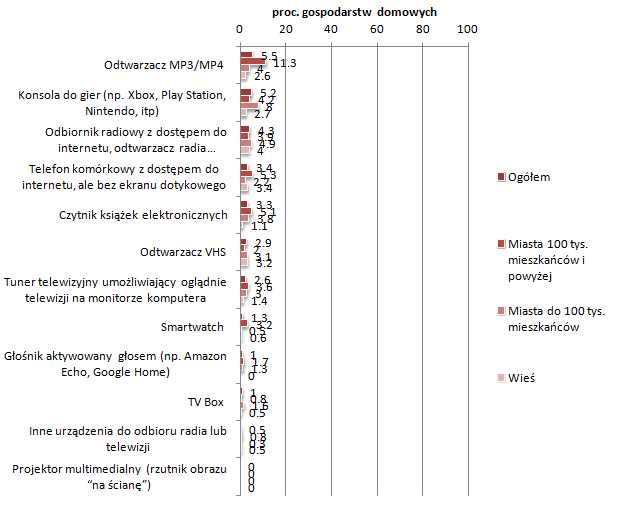 proc. gospodarstw domowych
0 20 40 60 80 100
Odtwarzacz MP3/MP4
5.5
11.3
4
2.6
Konsola do gier (np. Xbox, Play Station,
Nintendo, itp)
5.2
4.2
8
2.7
Odbiornik radiowy z dostępem do
internetu, odtwarzacz radia...
4.3
3.9
4.9
4
Telefon komórkowy z dostępem do
internetu, ale bez ekranu dotykowego
3.4
5.3
2.2
3.4
Czytnik książek elektronicznych
3.3
5.1
3.8
1.1
Odtwarzacz VHS
2.9
2
3.1
3.2
Tuner telewizyjny umożliwiający oglądnie
telewizji na monitorze komputera
2.6
3.6
3
1.4
Smartwatch
1.3
3.2
0.5
0.6
Głośnik aktywowany głosem (np. Amazon
Echo, Google Home)
1
1.7
1.3
0
TV Box
1
0.8
1.6
0.5
Inne urządzenia do odbioru radia lub
telewizji
0.5
0.8
0.3
0.5
Projektor multimedialny (rzutnik obrazu
“na ścianę”)
0
0
0
0
Ogółem
Miasta 100 tys.
mieszkańców i
powyżej
Miasta do 100 tys.
mieszkańców
Wieś